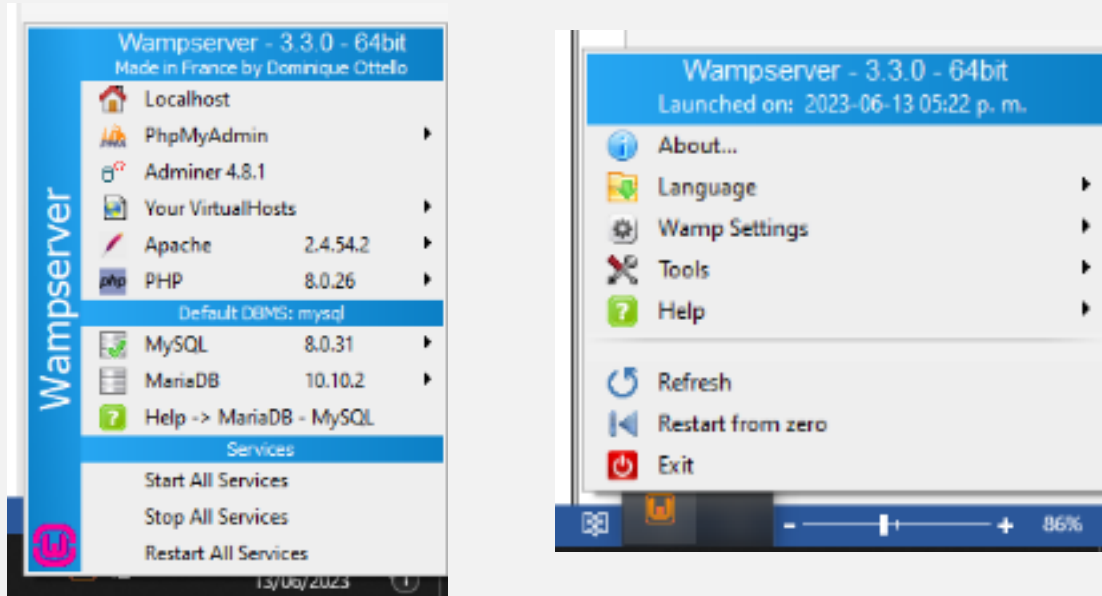 Wampserver - 3.3.0 - 64bit
Made in France by Dominique Ottello
Localhost
PhpMyAdmin
Adminer 4.8.1
Your VirtualHosts
Apache 2.4.54.2
php PHP 8.0.26
Default DBMS: mysql
MySQL 8.0.31
MariaDB 10.10.2
Help -> MariaDB - MySQL
Services
Start All Services
Stop All Services
Restart All Services
Wampserver
13/06/2023
Wampserver - 3.3.0 - 64bit
Launched on: 2023-06-13 05:22 p. m.
About...
Language
Wamp Settings
Tools
Help
Refresh
Restart from zero
Exit
86%